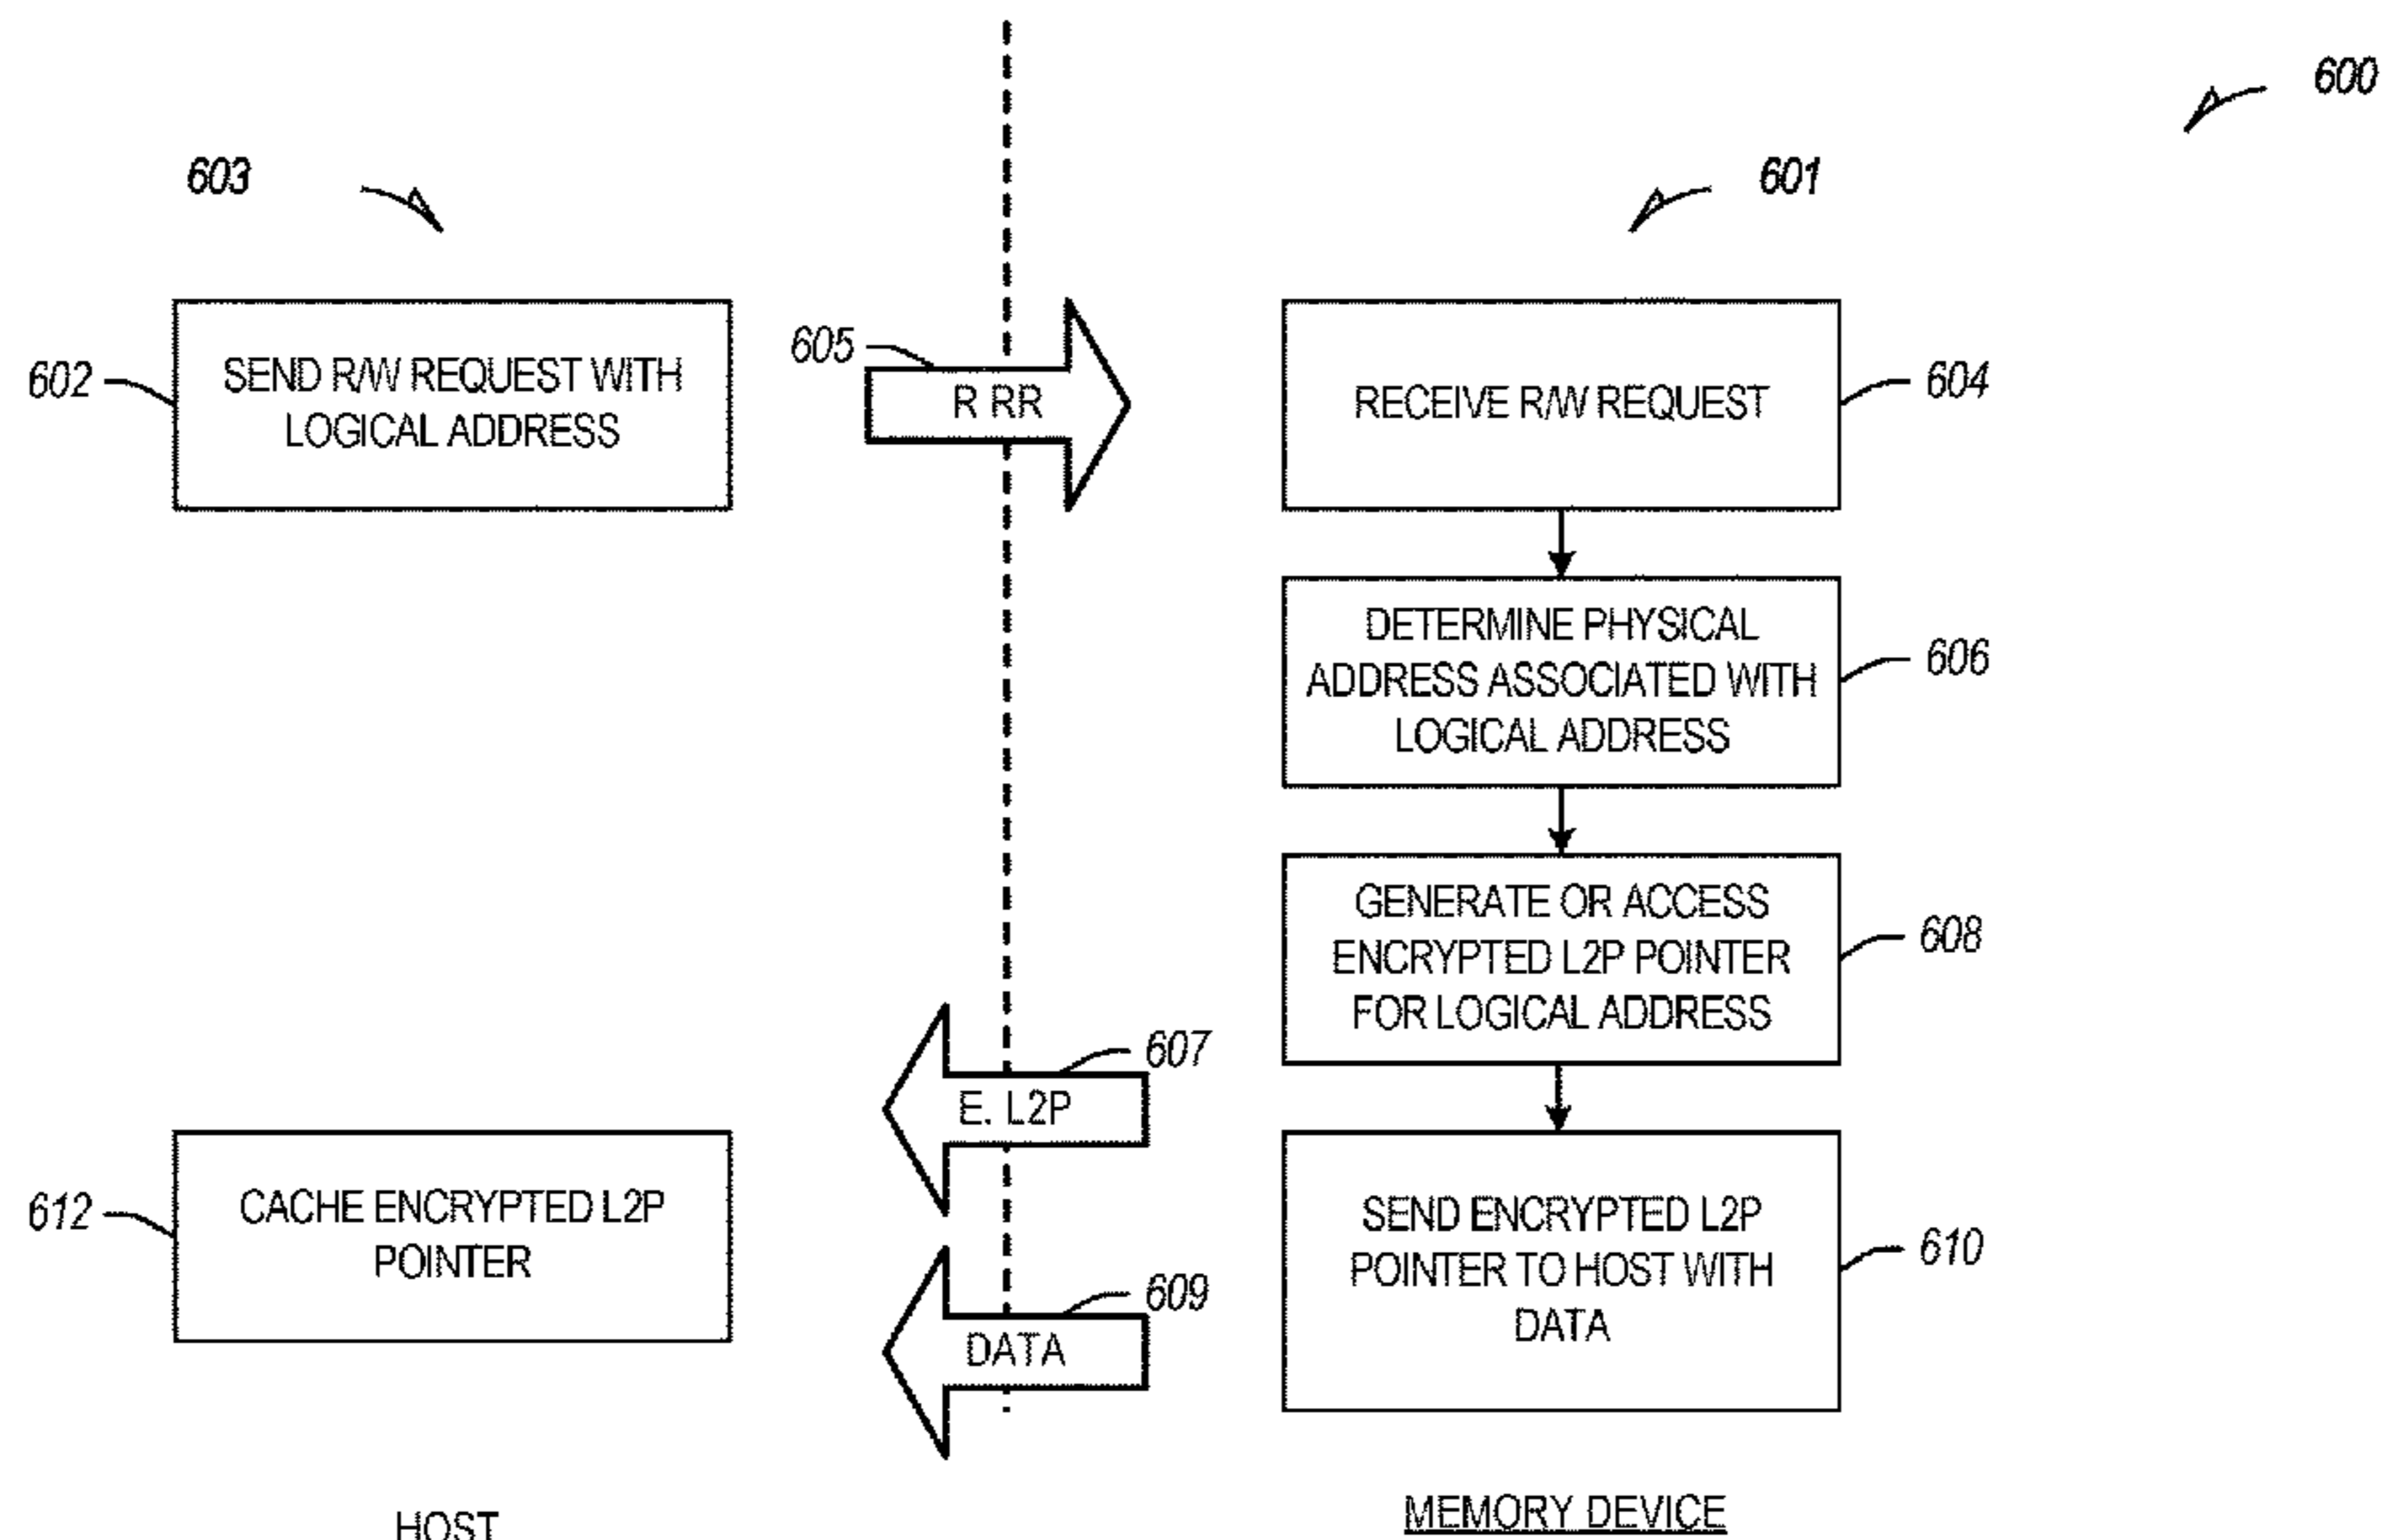 600
603
601
602
SEND R/W REQUEST WITH
LOGICAL ADDRESS
605
R RR
RECEIVE R/W REQUEST
604
DETERMINE PHYSICAL
ADDRESS ASSOCIATED WITH
LOGICAL ADDRESS
606
GENERATE OR ACCESS
ENCRYPTED L2P POINTER
FOR LOGICAL ADDRESS
608
607
E. L2P
612
CACHE ENCRYPTED L2P
POINTER
609
DATA
SEND ENCRYPTED L2P
POINTER TO HOST WITH
DATA
610
HOST
MEMORY DEVICE